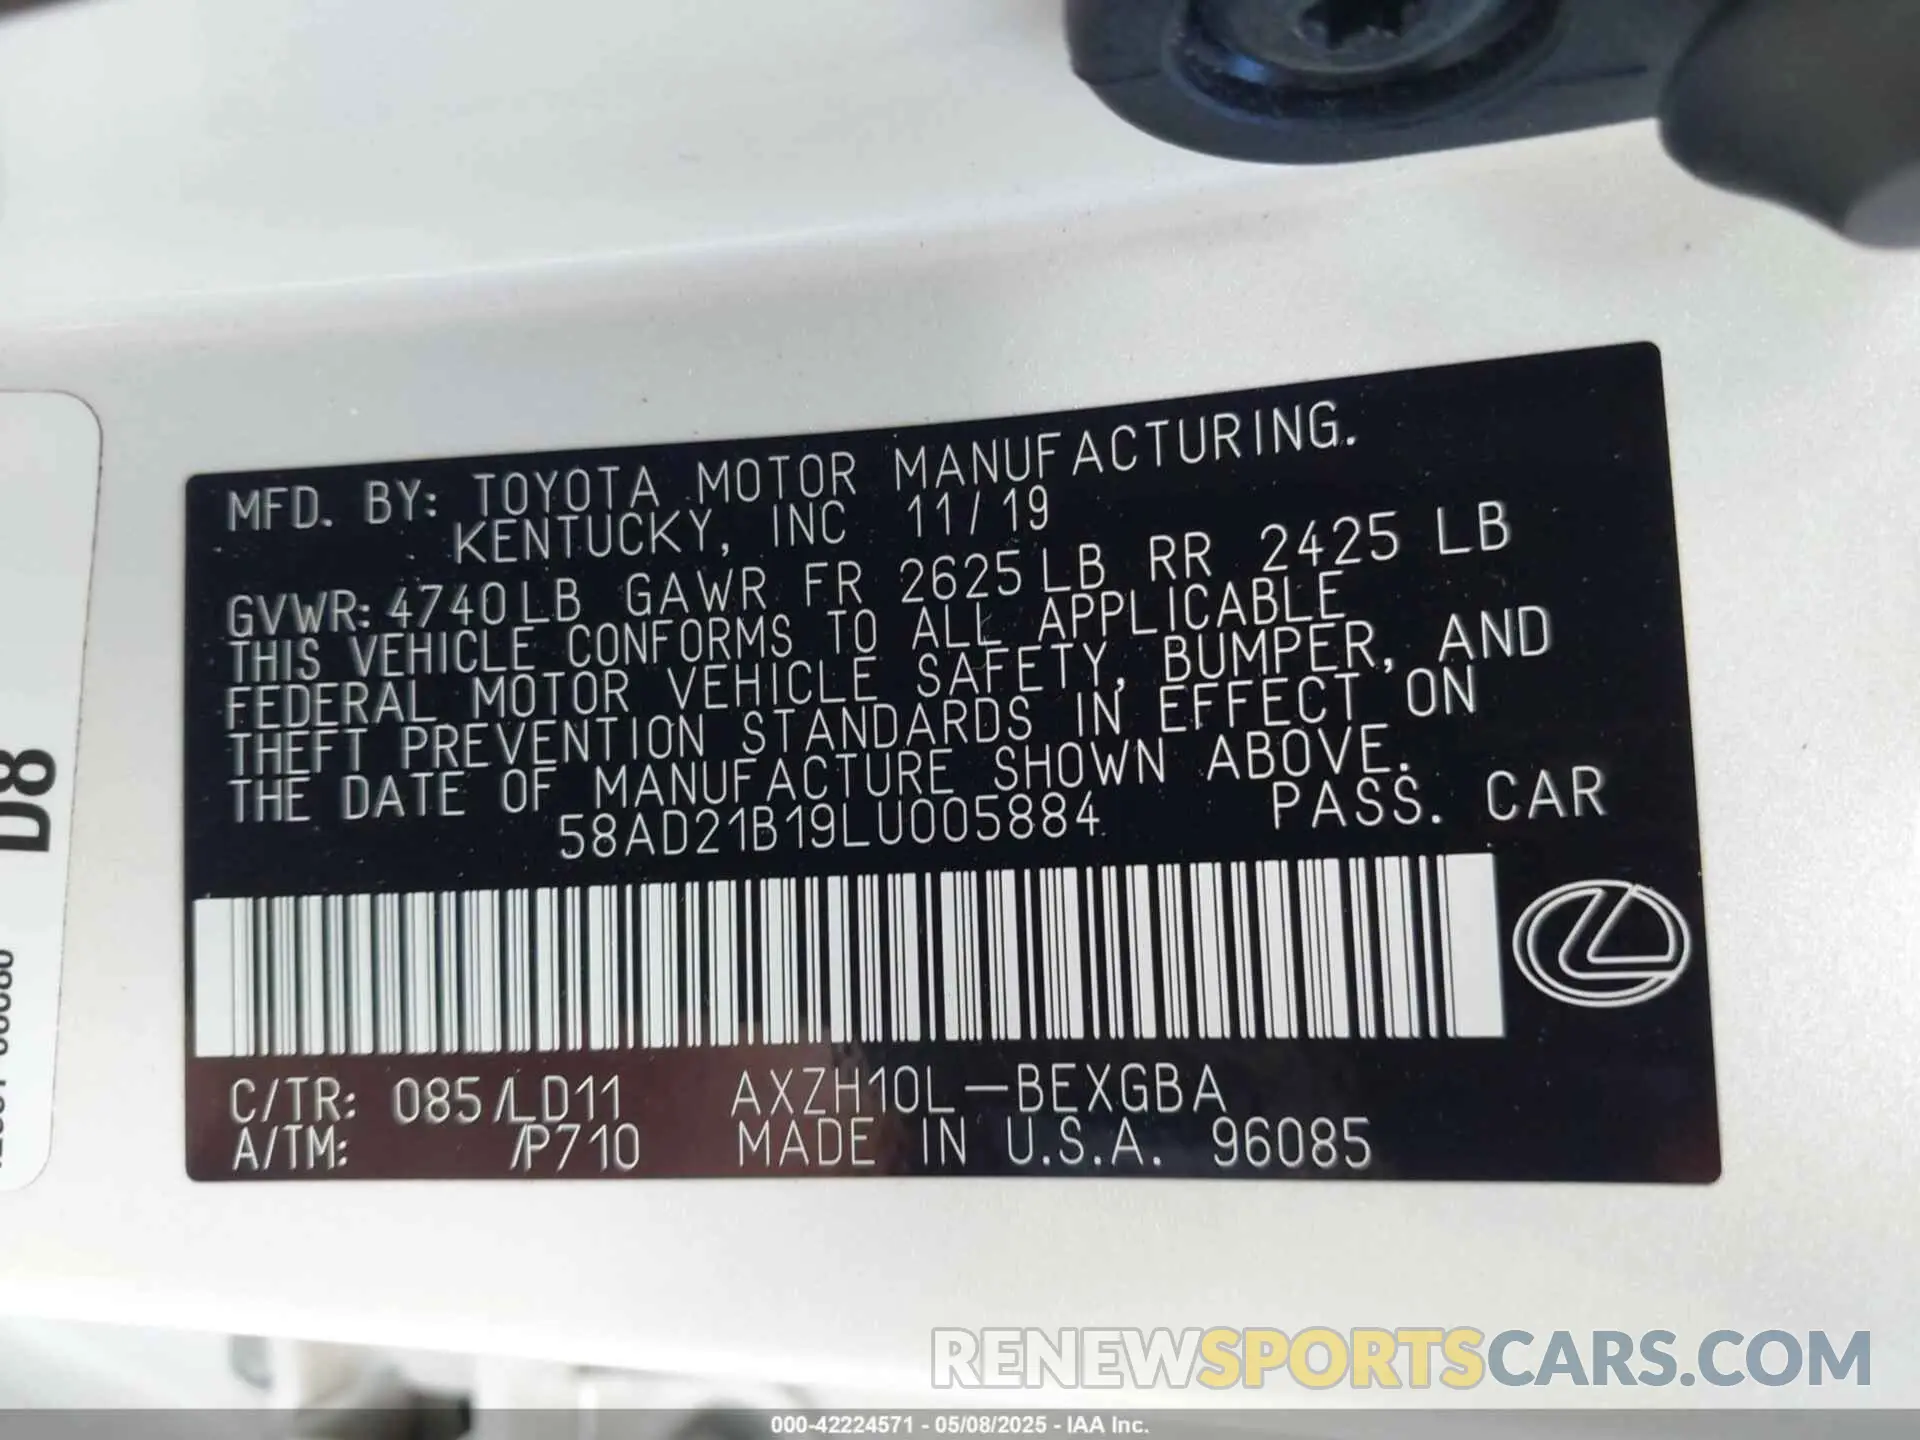 MFD. BY: TOYOTA MOTOR MANUFACTURING.
KENTUCKY, INC 11/19
GVWR: 4740LB GAWR FR 2625LB RR 2425 LB
THIS VEHICLE CONFORMS TO ALL APPLICABLE
FEDERAL MOTOR VEHICLE SAFETY, BUMPER, AND
THEFT PREVENTION STANDARDS IN EFFECT ON
THE DATE OF MANUFACTURE SHOWN ABOVE.
58AD21B19LU005884 PASS. CAR
C/TR: 085/LD11 AXZH10L-BEXGBA
A/TM: /P710 MADE IN U.S.A. 96085
D8
RENEWSPORTSCARS.COM
000-42224571 - 05/08/2025 - IAA Inc.